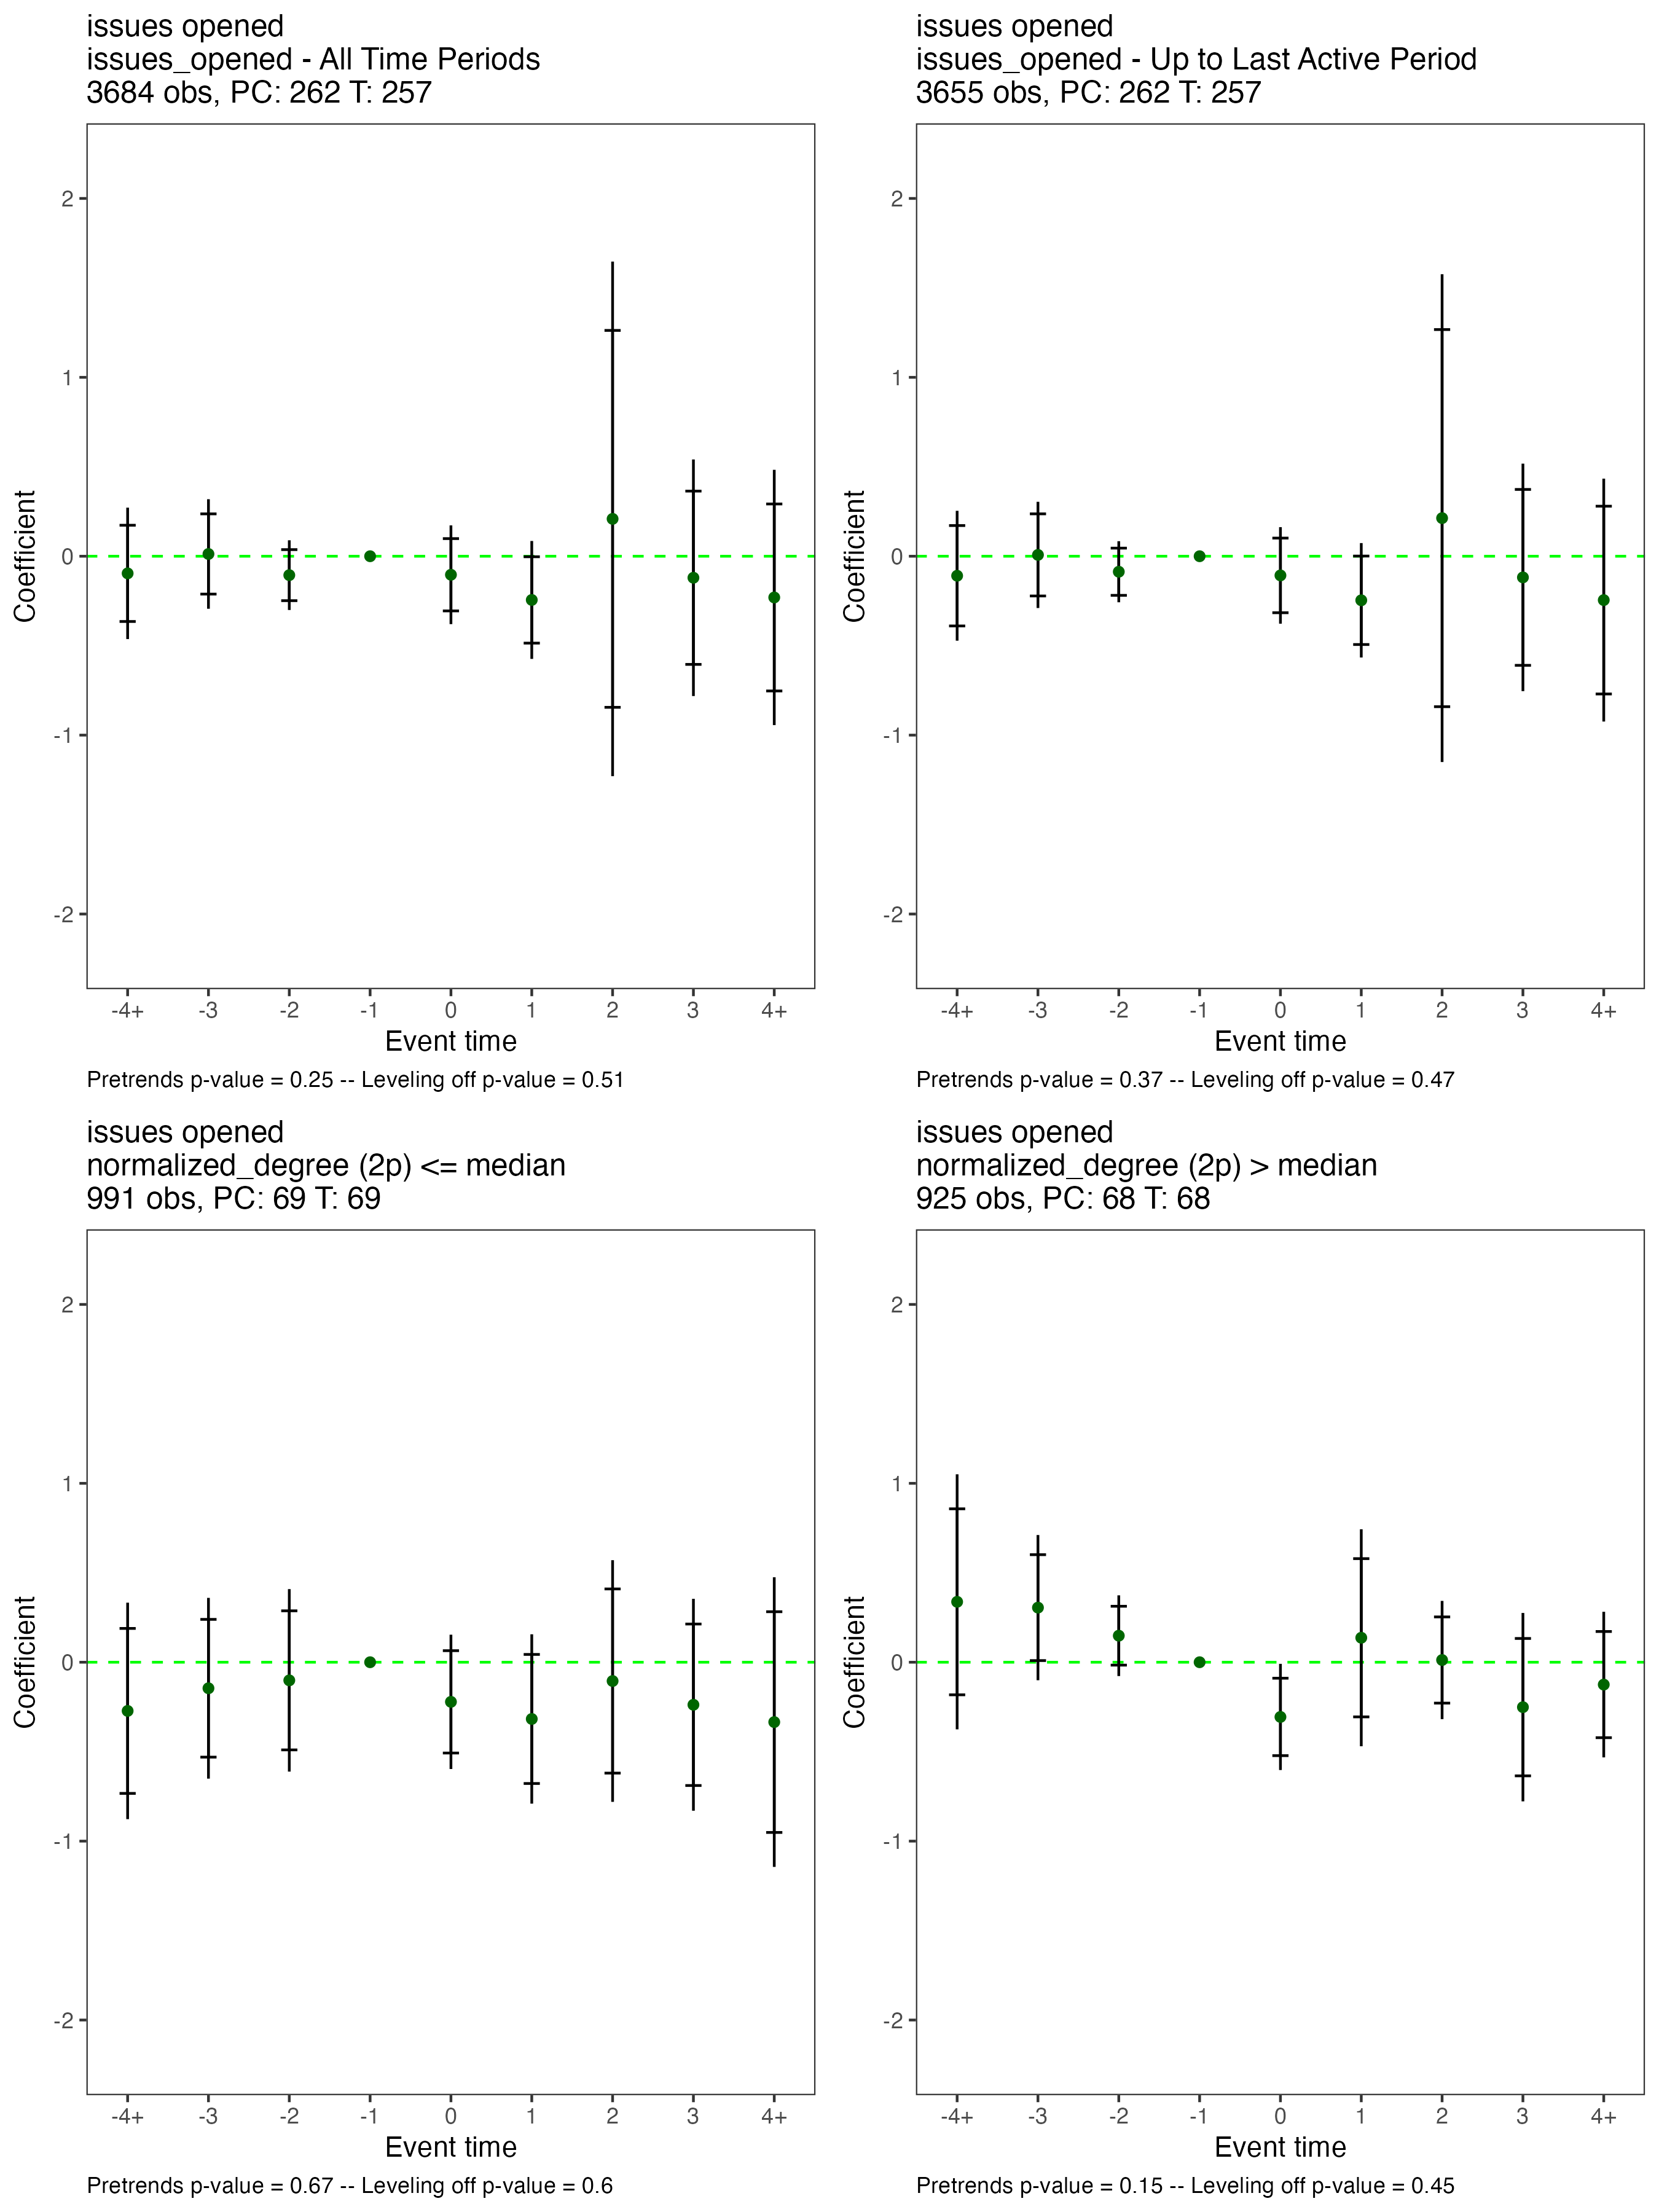 issues opened
issues_opened - All Time Periods
3684 obs, PC: 262 T: 257
Coefficient
2
1
0
-1
-2
-4+ -3 -2 -1 0 1 2 3 4+
Event time
Pretrends p-value = 0.25 -- Leveling off p-value = 0.51
issues opened
issues_opened - Up to Last Active Period
3655 obs, PC: 262 T: 257
Coefficient
2
1
0
-1
-2
-4+ -3 -2 -1 0 1 2 3 4+
Event time
Pretrends p-value = 0.37 -- Leveling off p-value = 0.47
issues opened
normalized_degree (2p) <= median
991 obs, PC: 69 T: 69
Coefficient
2
1
0
-1
-2
-4+ -3 -2 -1 0 1 2 3 4+
Event time
Pretrends p-value = 0.67 -- Leveling off p-value = 0.6
issues opened
normalized_degree (2p) > median
925 obs, PC: 68 T: 68
Coefficient
2
1
0
-1
-2
-4+ -3 -2 -1 0 1 2 3 4+
Event time
Pretrends p-value = 0.15 -- Leveling off p-value = 0.45